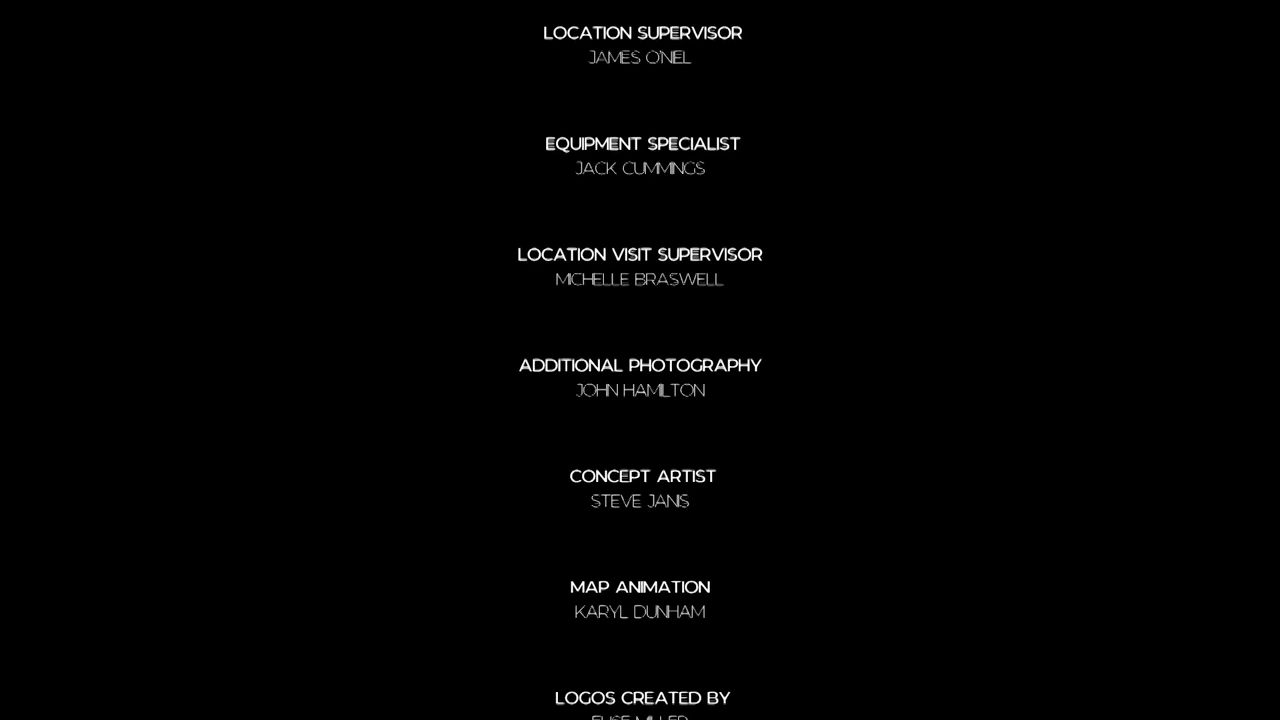 LOCATION SUPERVISOR
JAMES O'NEIL
EQUIPMENT SPECIALIST
JACK CUMMINGS
LOCATION VISIT SUPERVISOR
MICHELLE BRASWELL
ADDITIONAL PHOTOGRAPHY
JOHN HAMILTON
CONCEPT ARTIST
STEVE JANIS
MAP ANIMATION
KARYL DUNHAM
LOGOS CREATED BY